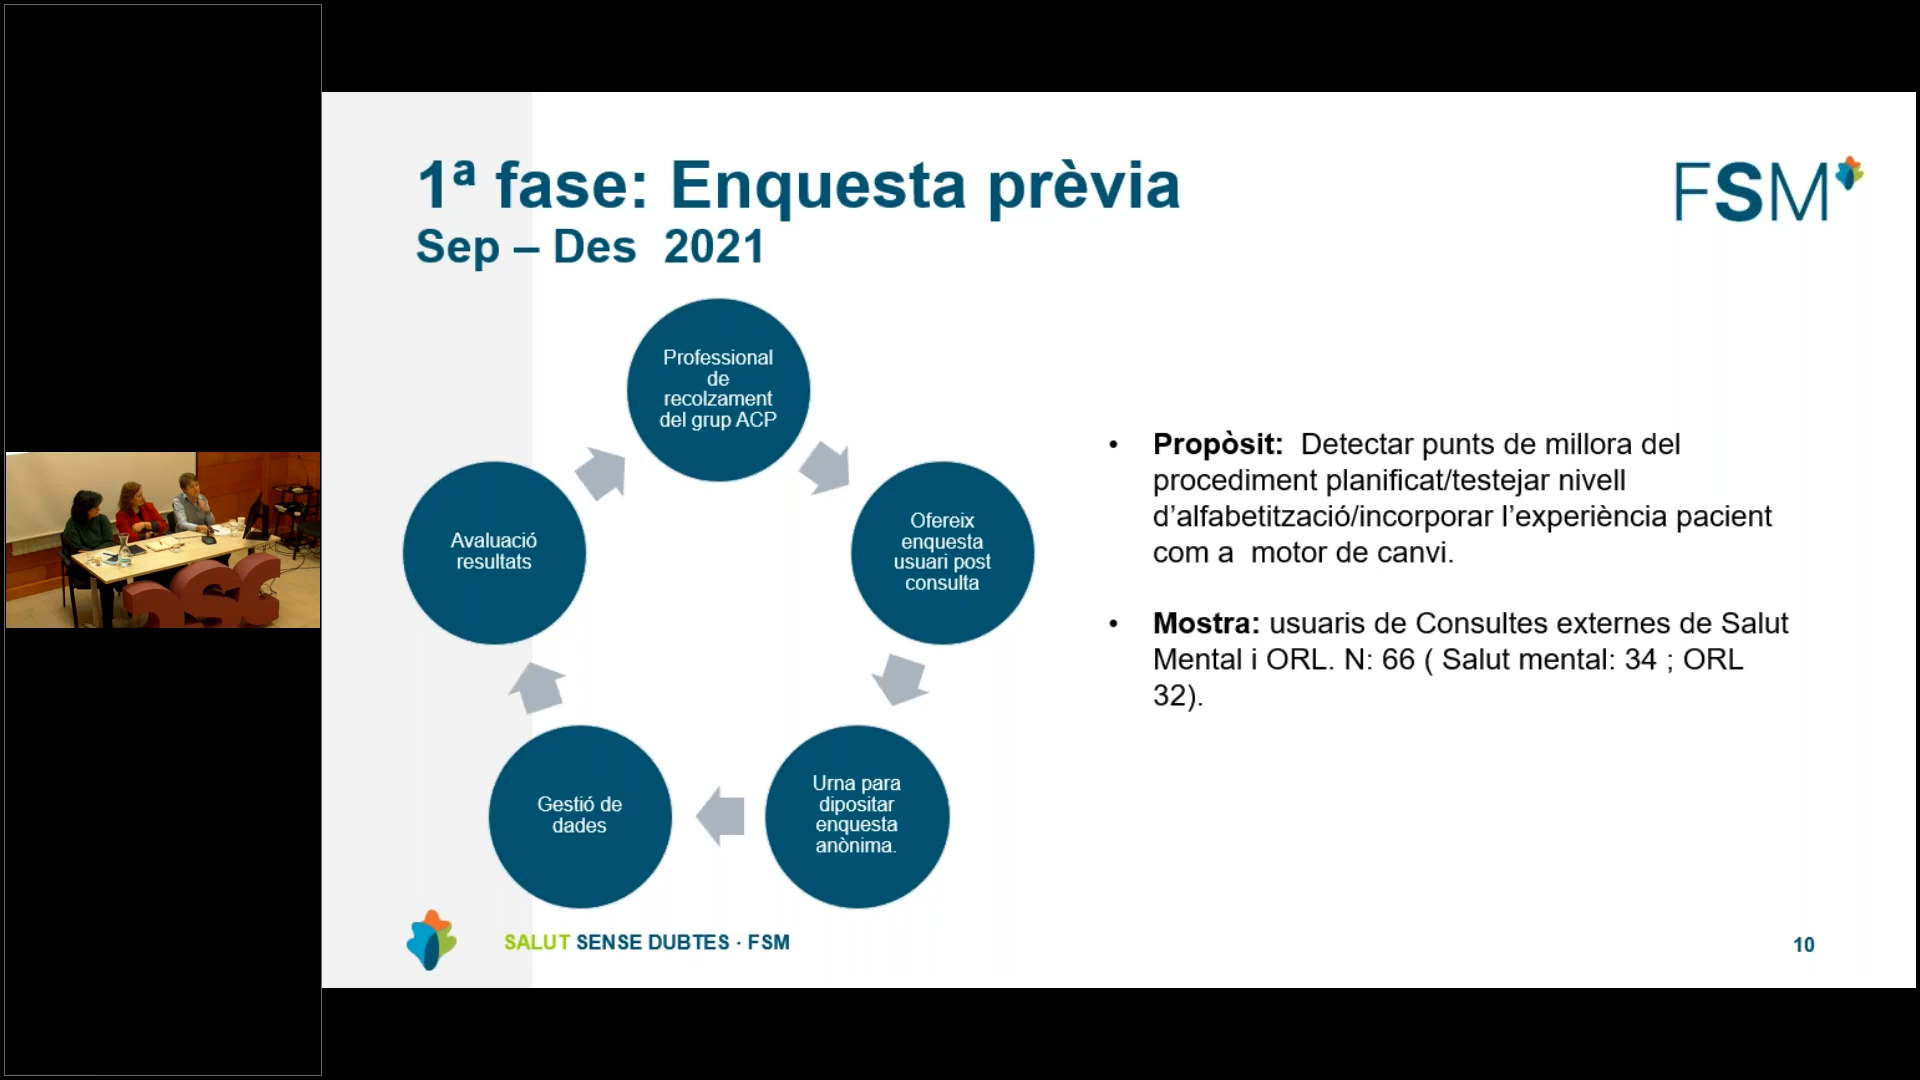 1ª fase: Enquesta prèvia
Sep – Des 2021
FSM
Professional
de
recolzament
del grup ACP
Ofereix
enquesta
usuari post
consulta
Urna para
dipositar
enquesta
anònima.
Gestió de
dades
Avaluació
resultats
• Propòsit: Detectar punts de millora del
procediment planificat/testejar nivell
d’alfabetització/incorporar l’experiència pacient
com a motor de canvi.
• Mostra: usuaris de Consultes externes de Salut
Mental i ORL. N: 66 ( Salut mental: 34 ; ORL
32).
SALUT SENSE DUBTES · FSM
10